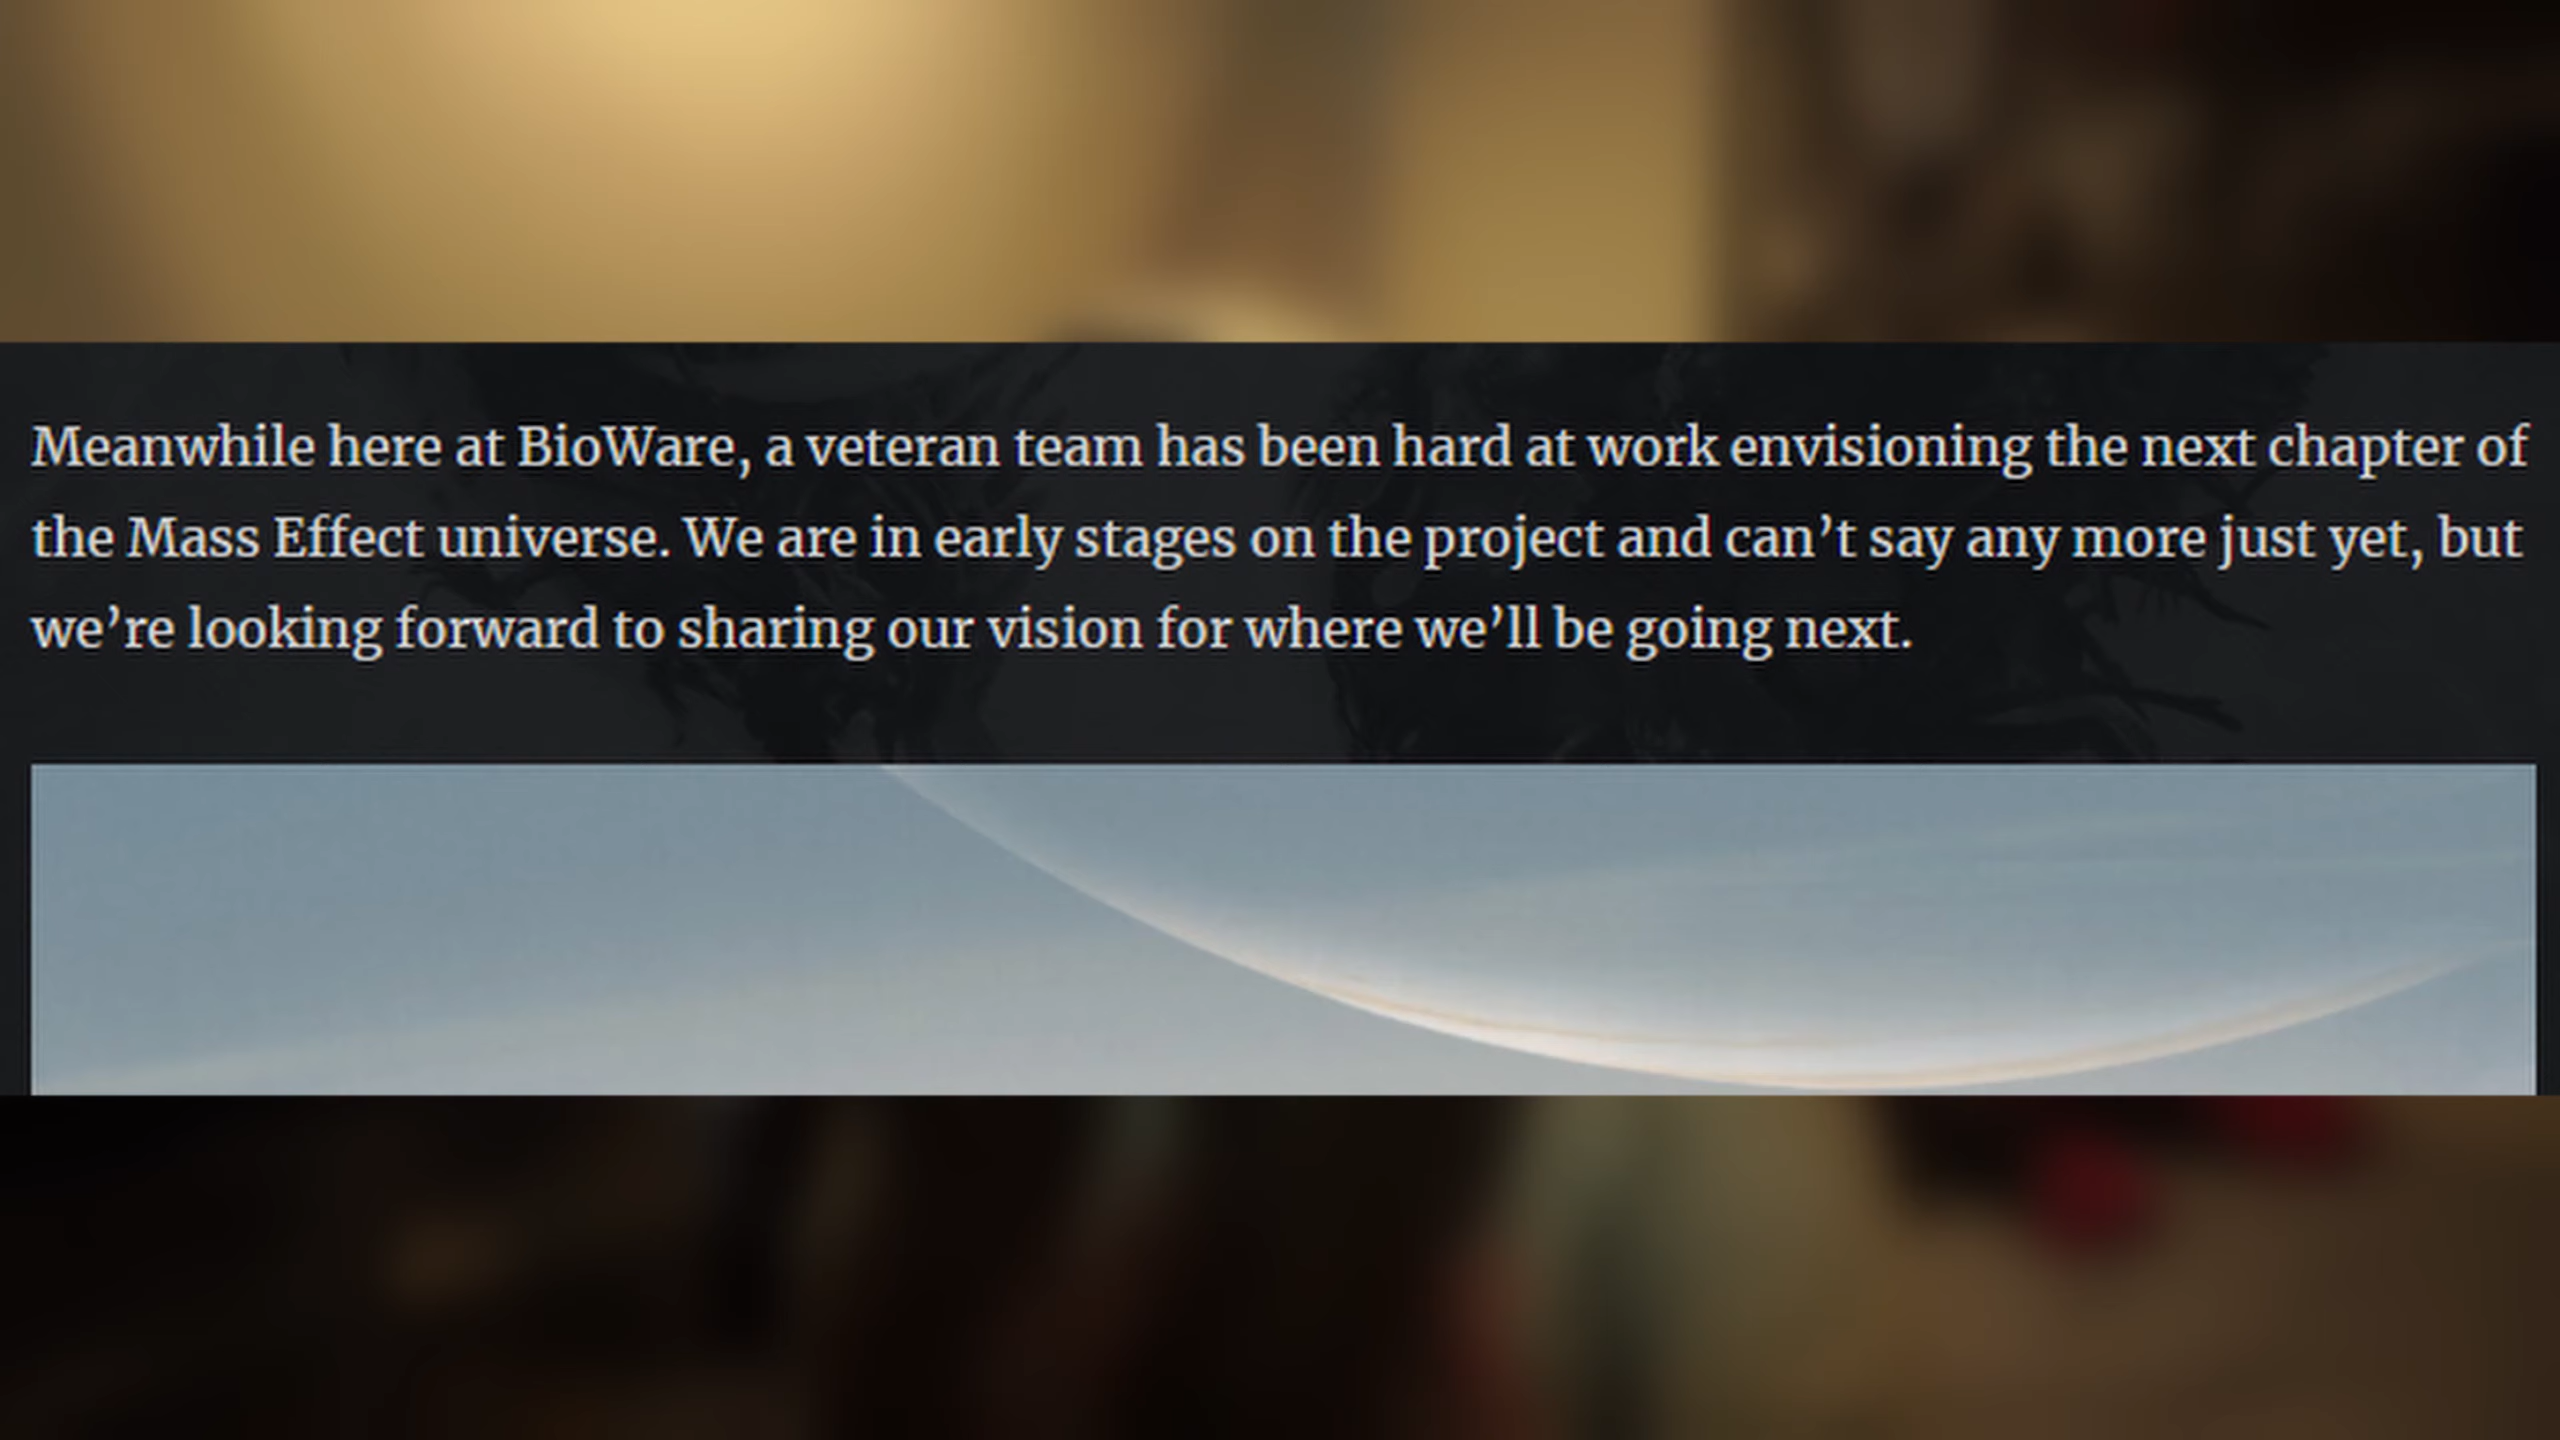 Meanwhile here at BioWare, a veteran team has been hard at work envisioning the next chapter of
the Mass Effect universe. We are in early stages on the project and can’t say any more just yet, but
we’re looking forward to sharing our vision for where we’ll be going next.